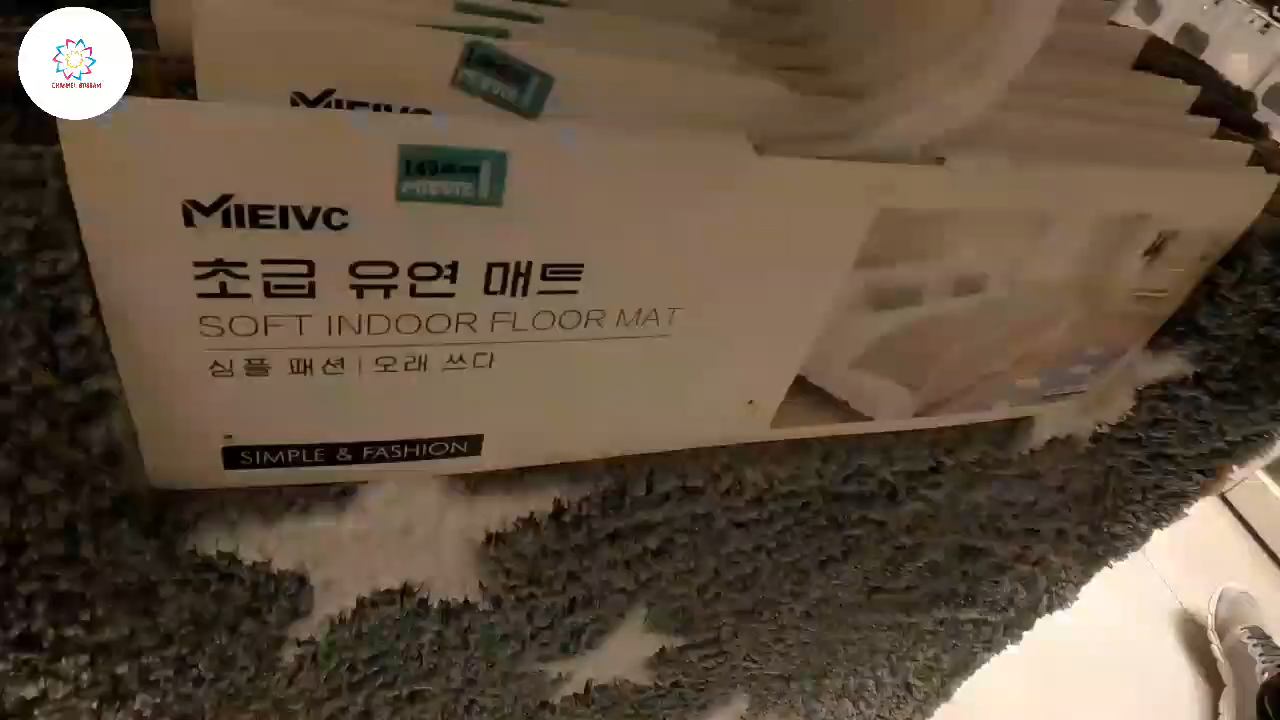 MIEIVC
MIEIVC
초급 유연 매트
SOFT INDOOR FLOOR MAT
심플 패션 | 오래 쓰다
SIMPLE & FASHION